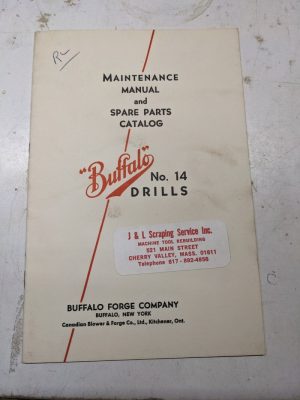 RL
MAINTENANCE
MANUAL
and
SPARE PARTS
CATALOG
"Buffalo"
No. 14
DRILLS
J & L Scraping Service Inc.
MACHINE TOOL REBUILDING
521 MAIN STREET
CHERRY VALLEY, MASS. 01611
Telephone 617 - 892-4856
BUFFALO FORGE COMPANY
BUFFALO, NEW YORK
Canadian Blower & Forge Co., Ltd., Kitchener, Ont.